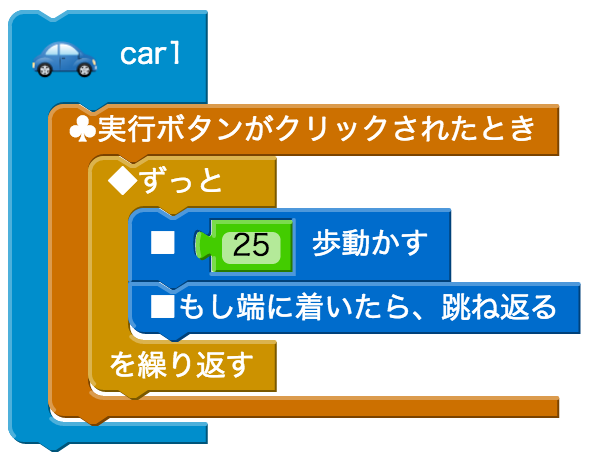 car1
♣実行ボタンがクリックされたとき
◆ずっと
■ 25 歩動かす
■もし端に着いたら、跳ね返る
を繰り返す